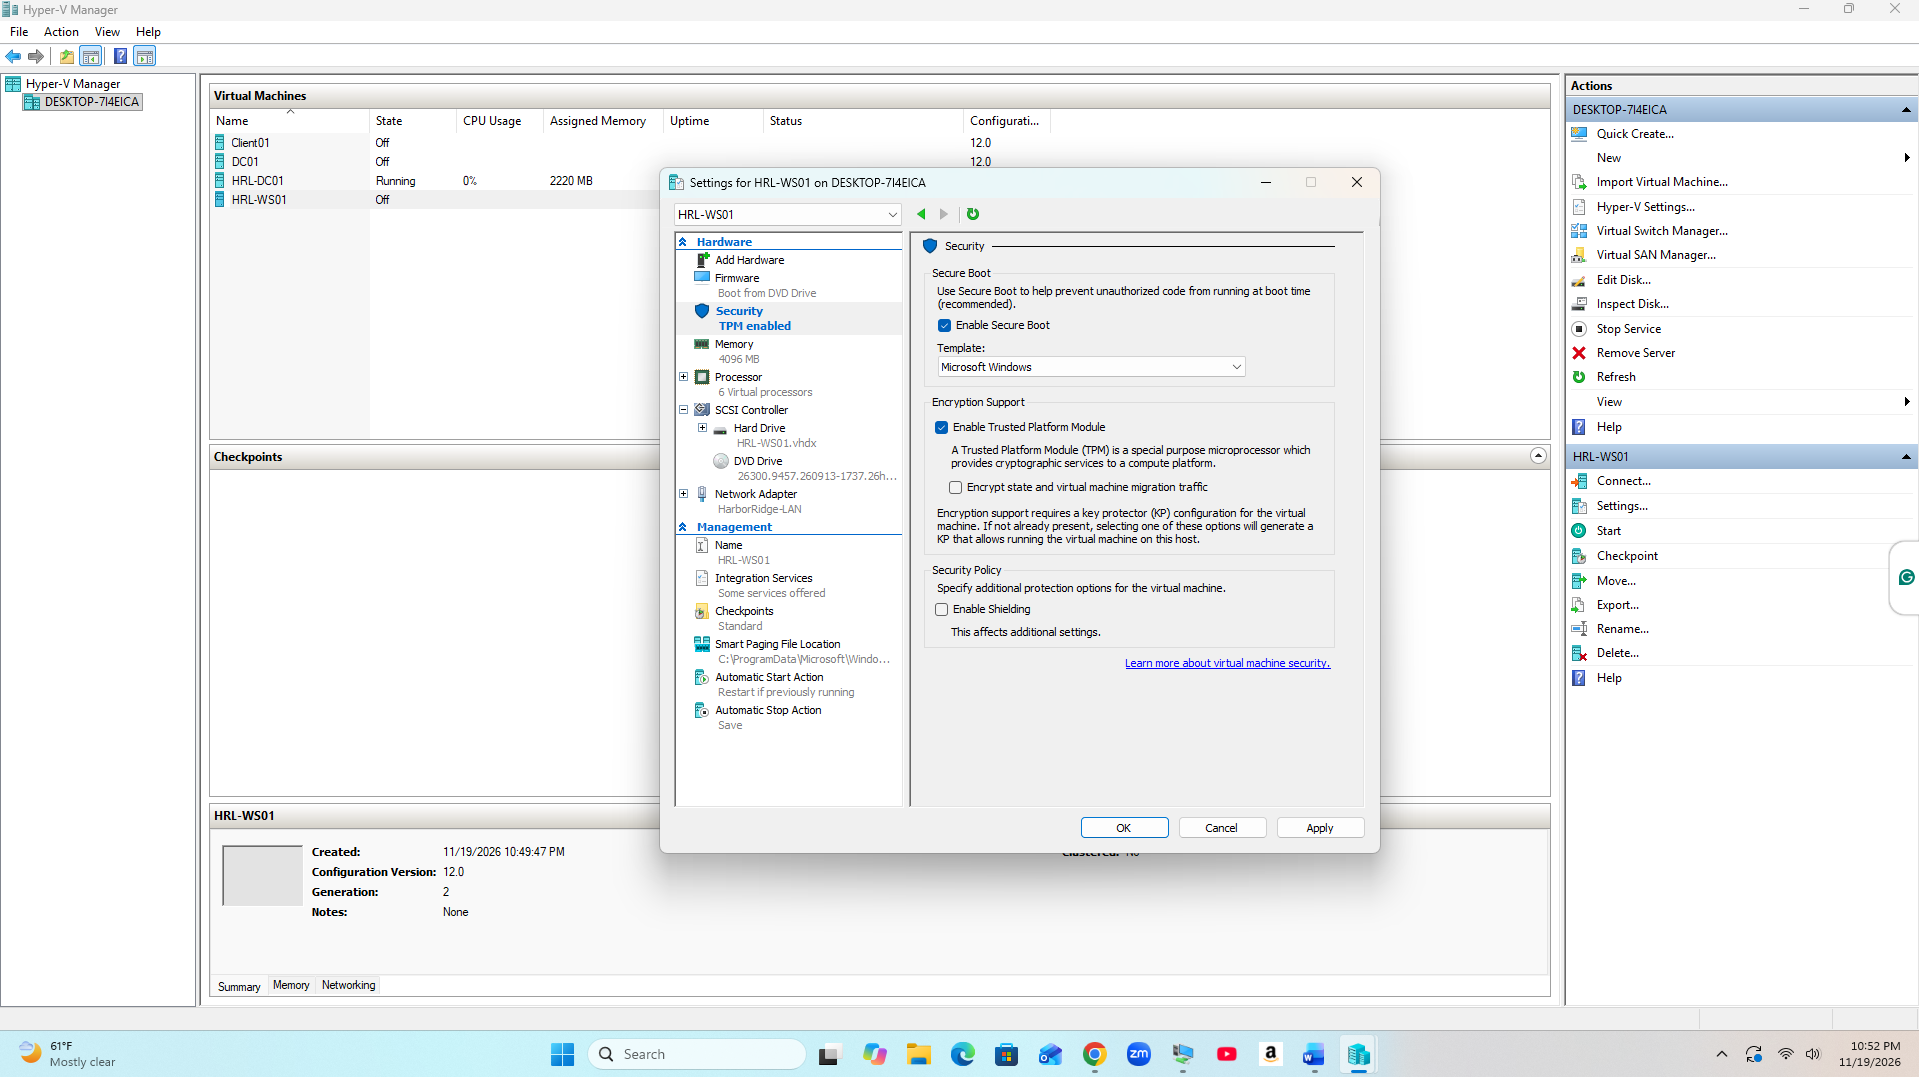 Hyper-V Manager
File Action View Help
Hyper-V Manager
DESKTOP-7I4EICA
Virtual Machines
Name State CPU Usage Assigned Memory Uptime Status Configurati...
Client01 Off 12.0
DC01 Off 12.0
HRL-DC01 Running 0% 2220 MB
HRL-WS01 Off
Checkpoints
HRL-WS01
Created: 11/19/2026 10:49:47 PM
Configuration Version: 12.0
Generation: 2
Notes: None
Clustered: No
Summary Memory Networking
Settings for HRL-WS01 on DESKTOP-7I4EICA
HRL-WS01
Hardware
Add Hardware
Firmware
Boot from DVD Drive
Security
TPM enabled
Memory
4096 MB
Processor
6 Virtual processors
SCSI Controller
Hard Drive
HRL-WS01.vhdx
DVD Drive
26300.9457.260913-1737.26h...
Network Adapter
HarborRidge-LAN
Management
Name
HRL-WS01
Integration Services
Some services offered
Checkpoints
Standard
Smart Paging File Location
C:\ProgramData\Microsoft\Windo...
Automatic Start Action
Restart if previously running
Automatic Stop Action
Save
Security
Secure Boot
Use Secure Boot to help prevent unauthorized code from running at boot time
(recommended).
Enable Secure Boot
Template:
Microsoft Windows
Encryption Support
Enable Trusted Platform Module
A Trusted Platform Module (TPM) is a special purpose microprocessor which
provides cryptographic services to a compute platform.
Encrypt state and virtual machine migration traffic
Encryption support requires a key protector (KP) configuration for the virtual
machine. If not already present, selecting one of these options will generate a
KP that allows running the virtual machine on this host.
Security Policy
Specify additional protection options for the virtual machine.
Enable Shielding
This affects additional settings.
Learn more about virtual machine security.
OK Cancel Apply
Actions
DESKTOP-7I4EICA
Quick Create...
New
Import Virtual Machine...
Hyper-V Settings...
Virtual Switch Manager...
Virtual SAN Manager...
Edit Disk...
Inspect Disk...
Stop Service
Remove Server
Refresh
View
Help
HRL-WS01
Connect...
Settings...
Start
Checkpoint
Move...
Export...
Rename...
Delete...
Help
61°F
Mostly clear
Search
zm
a
W
10:52 PM
11/19/2026